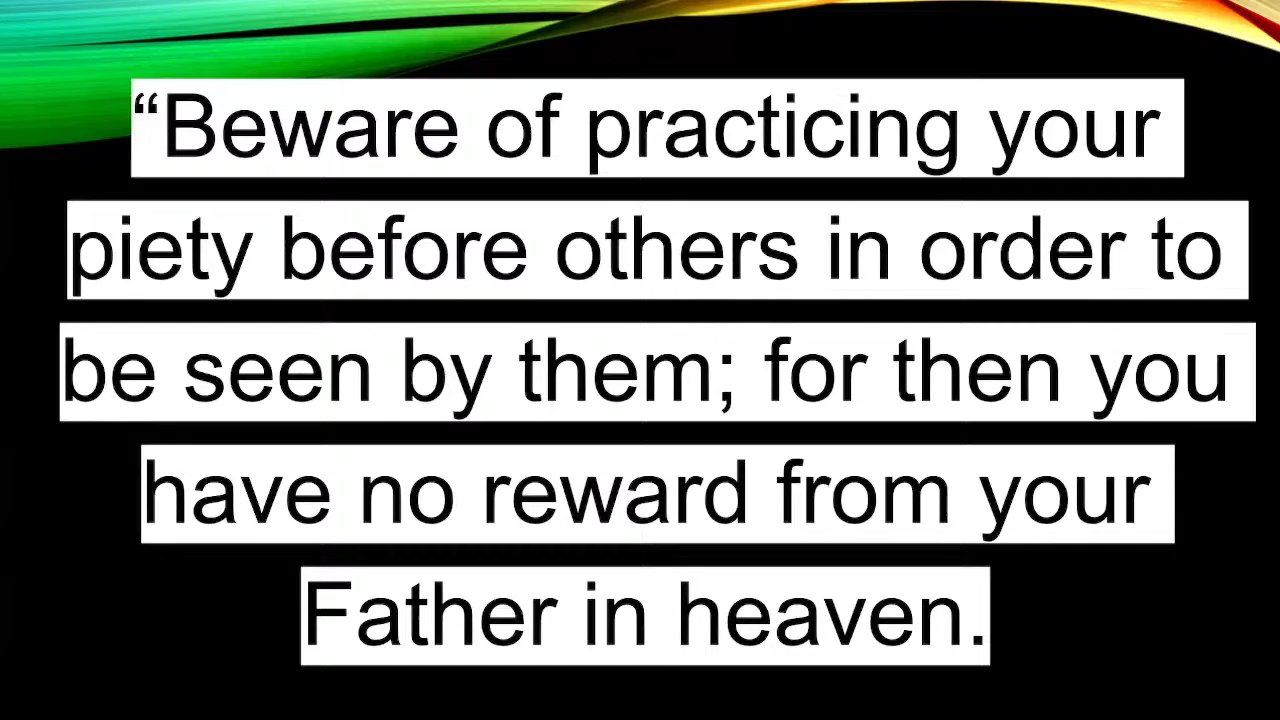 “Beware of practicing your
piety before others in order to
be seen by them; for then you
have no reward from your
Father in heaven.